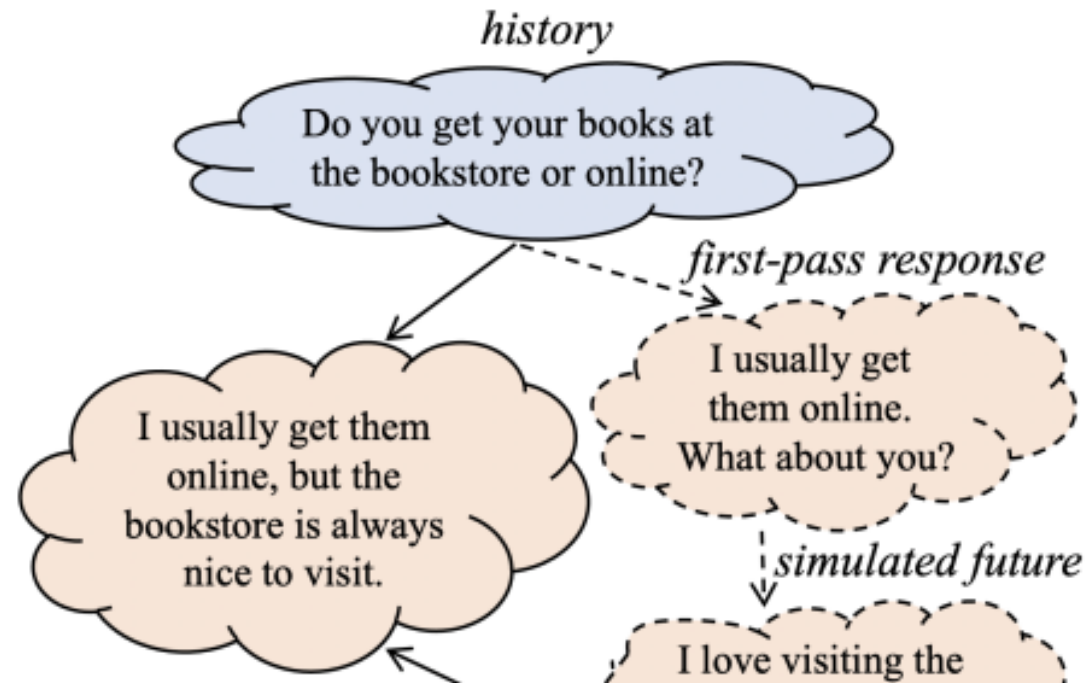 history
Do you get your books at
the bookstore or online?
first-pass response
I usually get
them online.
What about you?
I usually get them
online, but the
bookstore is always
nice to visit.
simulated future
I love visiting the